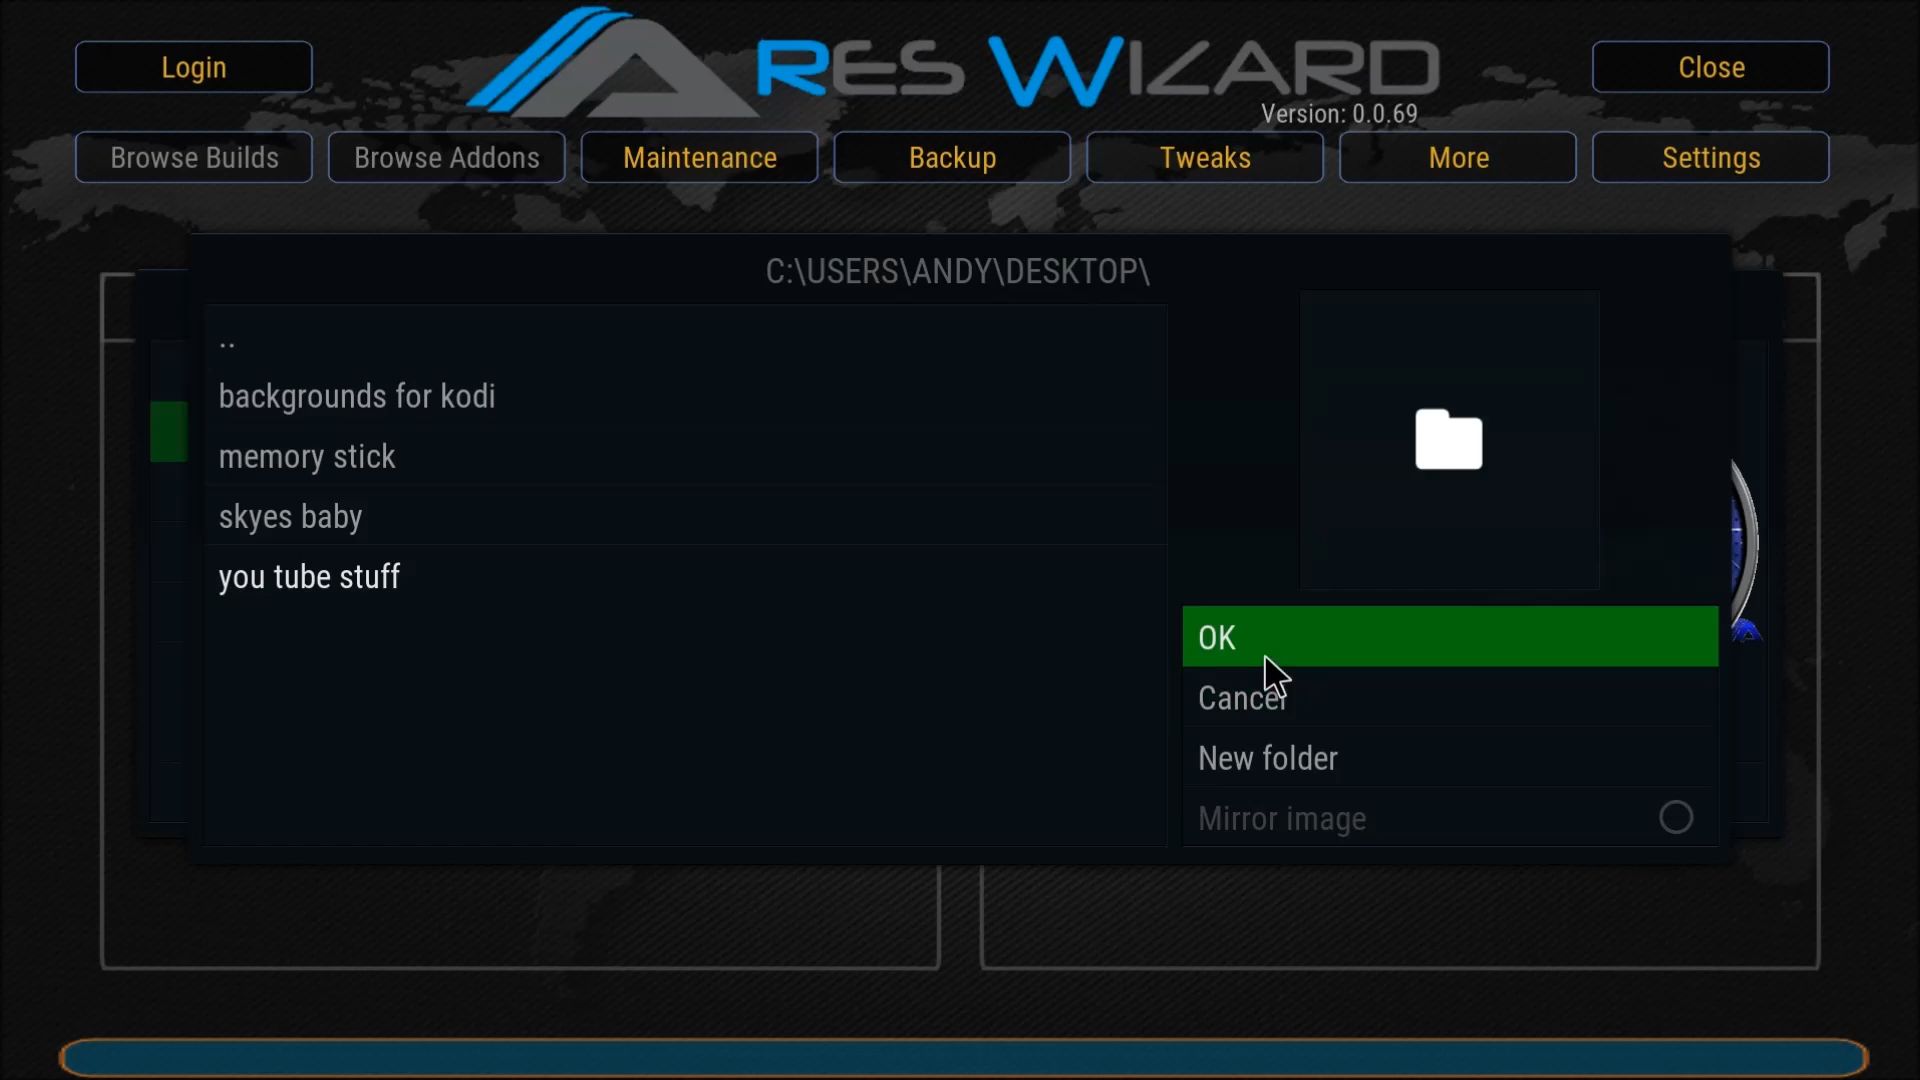 Login
ARES WIZARD
Close
Version: 0.0.69
Browse Builds
Browse Addons
Maintenance
Backup
Tweaks
More
Settings
C:\USERS\ANDY\DESKTOP\
..
backgrounds for kodi
memory stick
skyes baby
you tube stuff
OK
Cancel
New folder
Mirror image